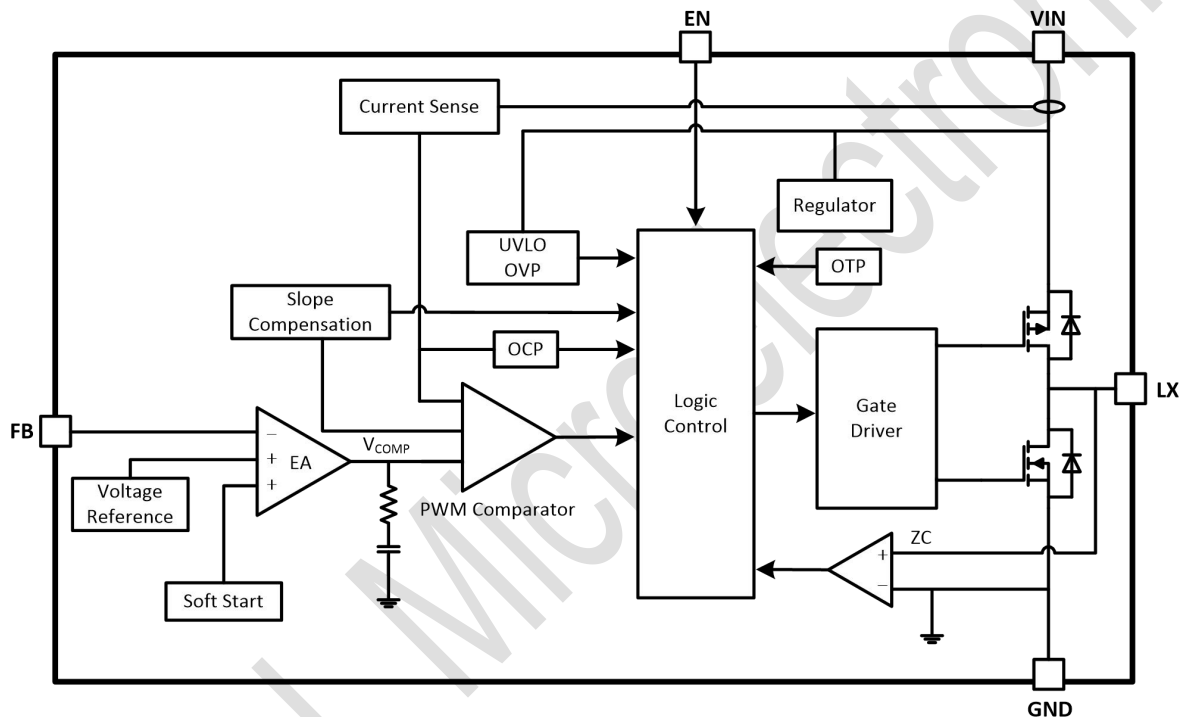 EN
VIN
Current Sense
Regulator
UVLO
OVP
OTP
Slope
Compensation
OCP
LX
Logic
Control
Gate
Driver
FB
−
+
+
EA
VCOMP
Voltage
Reference
PWM Comparator
ZC
+
−
Soft Start
GND
Microelectroni